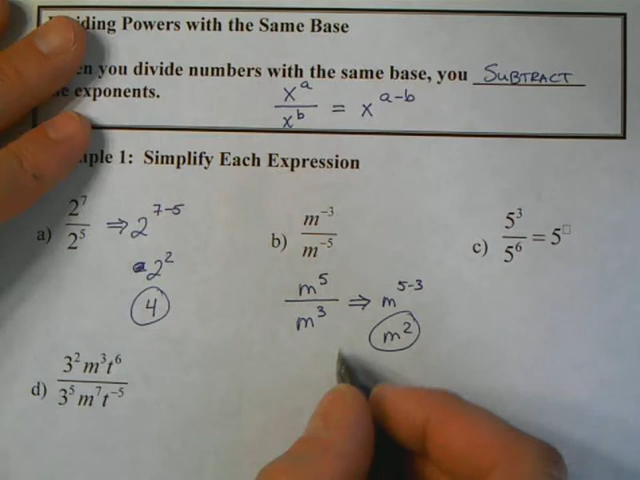 ding Powers with the Same Base
n you divide numbers with the same base, you SUBTRACT
exponents.
x^a / x^b = x^(a-b)
ple 1: Simplify Each Expression
a) 2^7 / 2^5 ⇒ 2^(7-5)
2^2
4
b) m^-3 / m^-5
m^5 / m^3 ⇒ m^(5-3)
m^2
c) 5^3 / 5^6 = 5^□
d) 3^2 m^3 t^6 / 3^5 m^7 t^-5